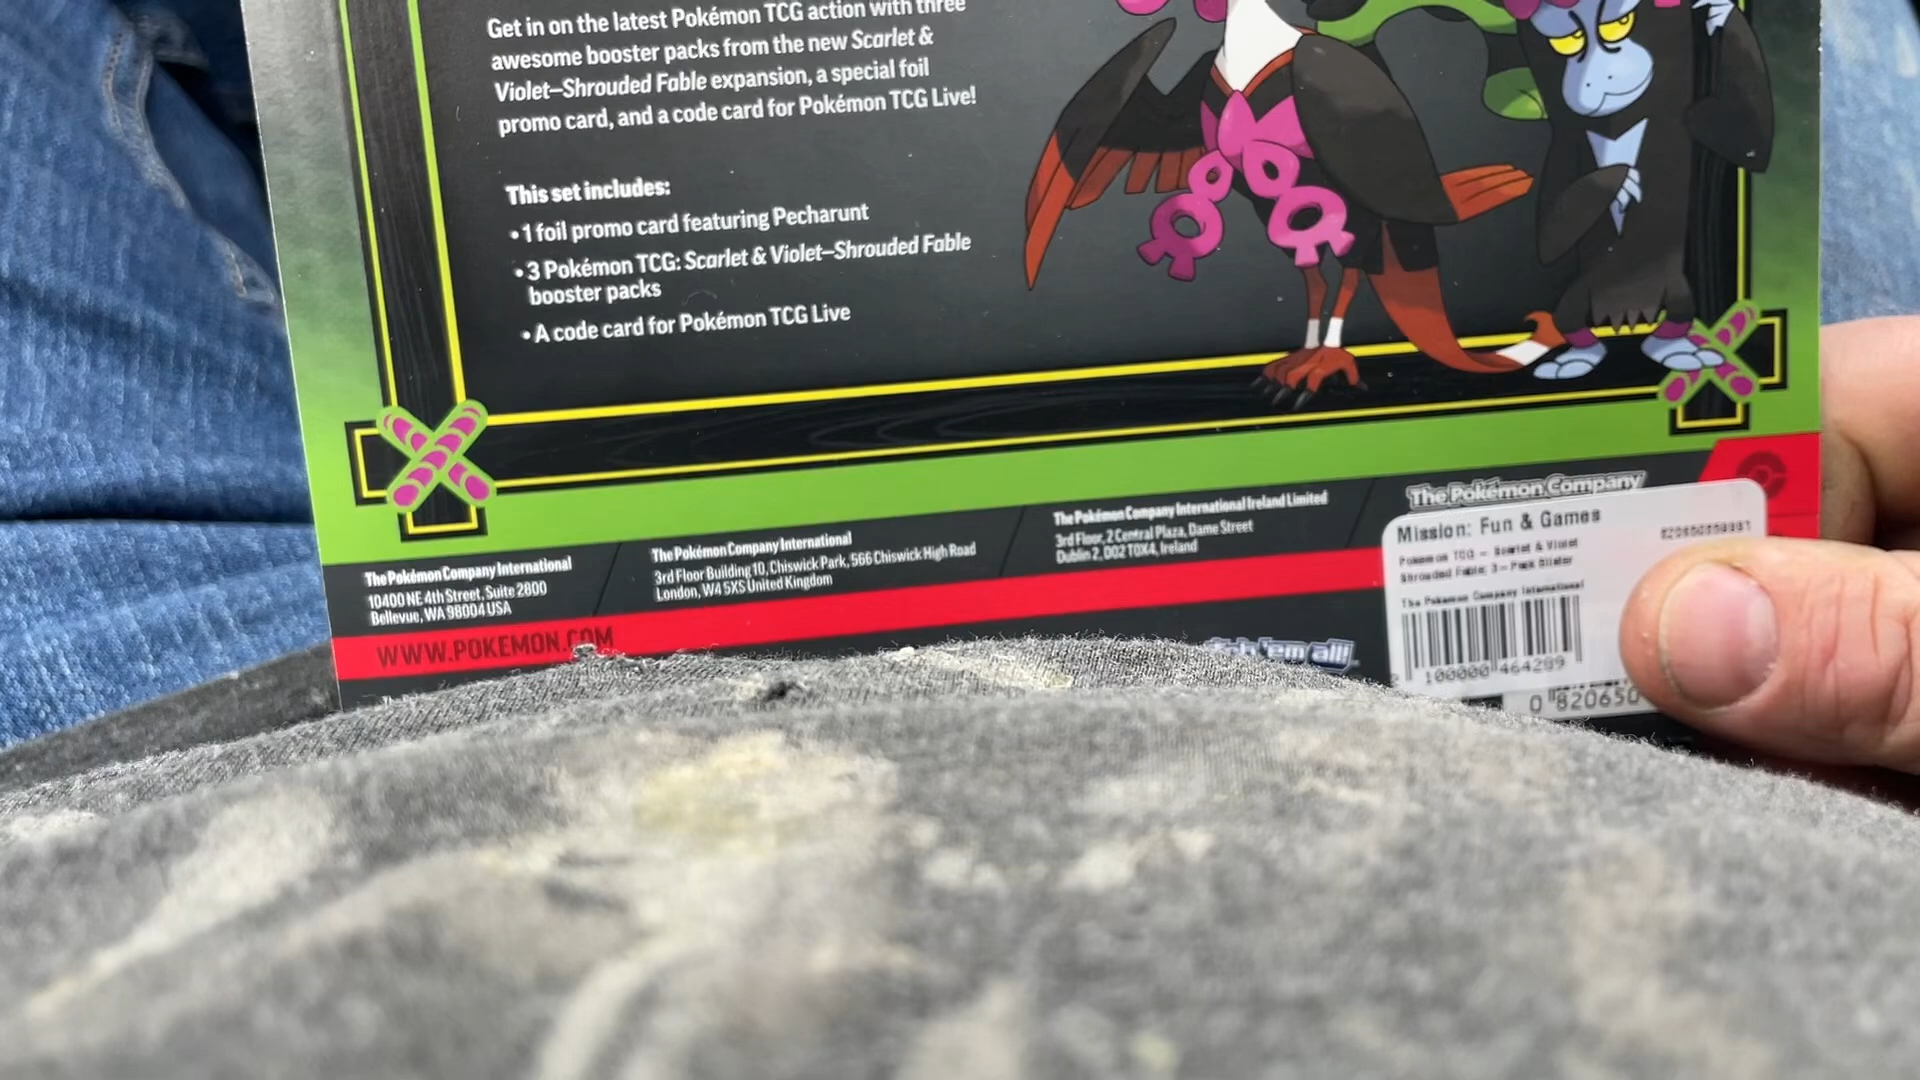 Get in on the latest Pokémon TCG action with three
awesome booster packs from the new Scarlet &
Violet—Shrouded Fable expansion, a special foil
promo card, and a code card for Pokémon TCG Live!
This set includes:
• 1 foil promo card featuring Pecharunt
• 3 Pokémon TCG: Scarlet & Violet—Shrouded Fable
booster packs
• A code card for Pokémon TCG Live
The Pokémon Company International
10400 NE 4th Street, Suite 2800
Bellevue, WA 98004 USA
The Pokémon Company International
3rd Floor Building 10, Chiswick Park, 566 Chiswick High Road
London, W4 5XS United Kingdom
The Pokémon Company International Ireland Limited
3rd Floor, 2 Central Plaza, Dame Street
Dublin 2, D02 T0X4, Ireland
The Pokémon Company
Mission: Fun & Games
Pokemon TCG - Scarlet & Violet
Shrouded Fable: 3-Pack Blister
The Pokemon Company International
2 100000 464289
0 820650
WWW.POKEMON.COM
'em all!